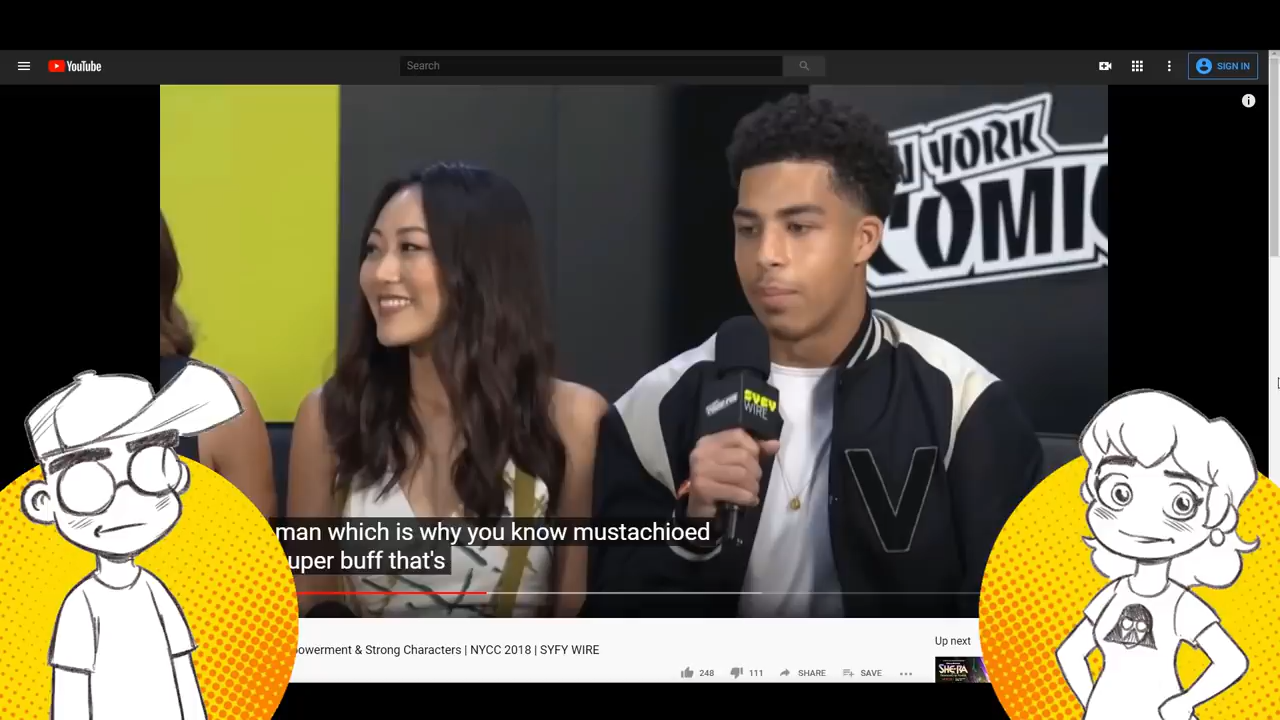 YouTube
Search
SIGN IN
YORK
COMIC
SYFY
WIRE
V
man which is why you know mustachioed
uper buff that's
owerment & Strong Characters | NYCC 2018 | SYFY WIRE
Up next
248
111
SHARE
SAVE
SHE-RA